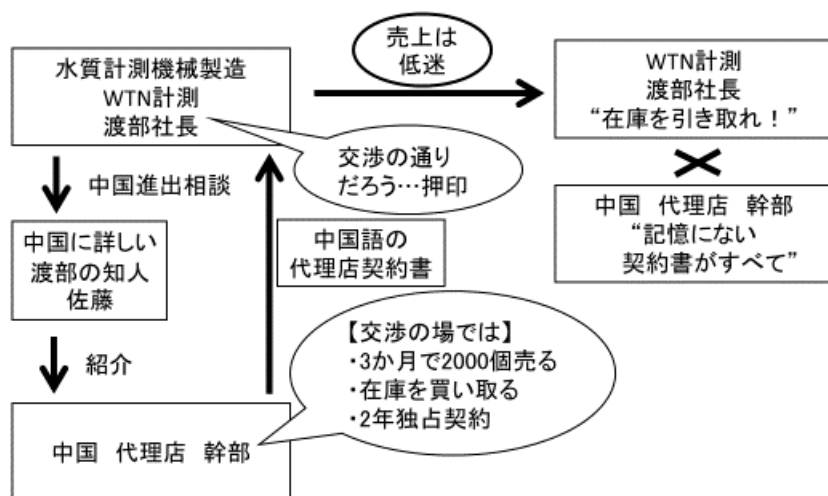 水質計測機械製造
WTN計測
渡部社長
売上は
低迷
WTN計測
渡部社長
“在庫を引き取れ！”
交渉の通り
だろう…押印
中国進出相談
中国に詳しい
渡部の知人
佐藤
中国語の
代理店契約書
中国　代理店　幹部
“記憶にない
契約書がすべて”
紹介
【交渉の場では】
・3か月で2000個売る
・在庫を買い取る
・2年独占契約
中国　代理店　幹部